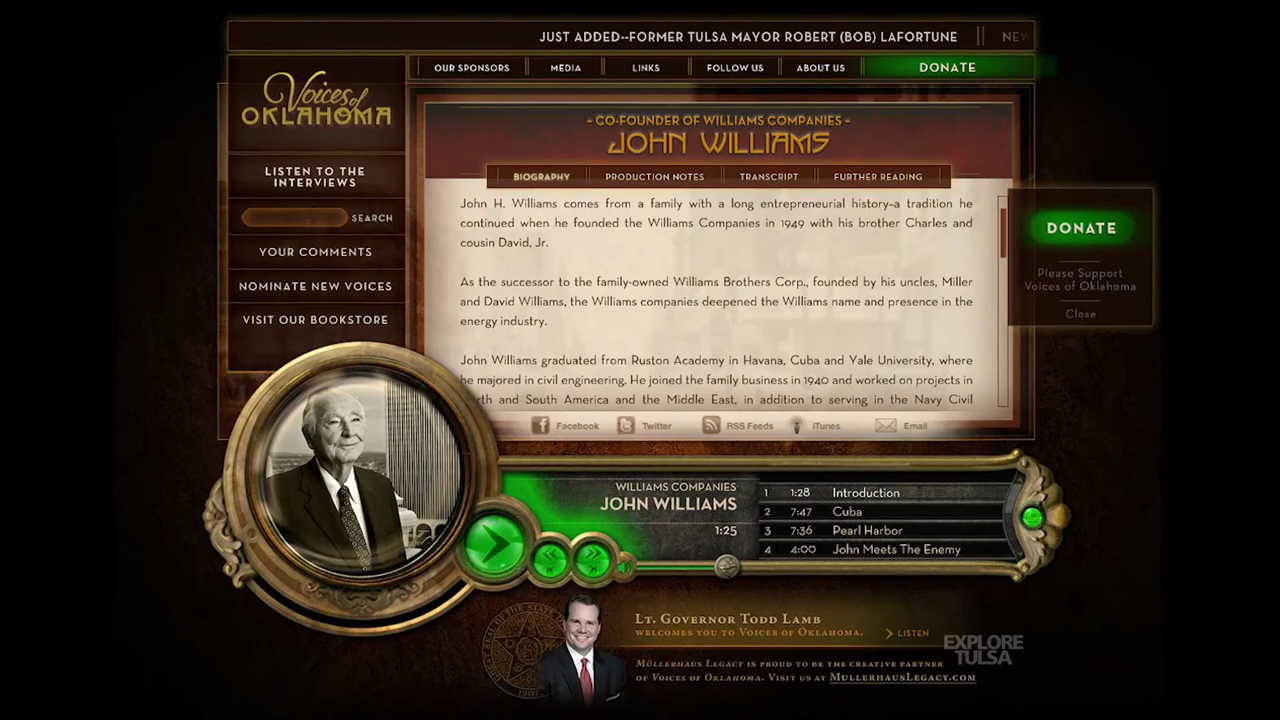 JUST ADDED--FORMER TULSA MAYOR ROBERT (BOB) LAFORTUNE
NEW
OUR SPONSORS
MEDIA
LINKS
FOLLOW US
ABOUT US
DONATE
Voices of
OKLAHOMA
LISTEN TO THE
INTERVIEWS
SEARCH
YOUR COMMENTS
NOMINATE NEW VOICES
VISIT OUR BOOKSTORE
- CO-FOUNDER OF WILLIAMS COMPANIES -
JOHN WILLIAMS
BIOGRAPHY
PRODUCTION NOTES
TRANSCRIPT
FURTHER READING
John H. Williams comes from a family with a long entrepreneurial history–a tradition he
continued when he founded the Williams Companies in 1949 with his brother Charles and
cousin David, Jr.
As the successor to the family-owned Williams Brothers Corp., founded by his uncles, Miller
and David Williams, the Williams companies deepened the Williams name and presence in the
energy industry.
John Williams graduated from Ruston Academy in Havana, Cuba and Yale University, where
he majored in civil engineering. He joined the family business in 1940 and worked on projects in
and South America and the Middle East, in addition to serving in the Navy Civil
DONATE
Please Support
Voices of Oklahoma
Close
Facebook
Twitter
RSS Feeds
iTunes
Email
WILLIAMS COMPANIES
JOHN WILLIAMS
1:25
1 1:28 Introduction
2 7:47 Cuba
3 7:36 Pearl Harbor
4 4:00 John Meets The Enemy
LT. GOVERNOR TODD LAMB
WELCOMES YOU TO VOICES OF OKLAHOMA.
LISTEN
EXPLORE
TULSA
MÜLLERHAUS LEGACY IS PROUD TO BE THE CREATIVE PARTNER
OF VOICES OF OKLAHOMA. VISIT US AT MULLERHAUSLEGACY.COM
1907